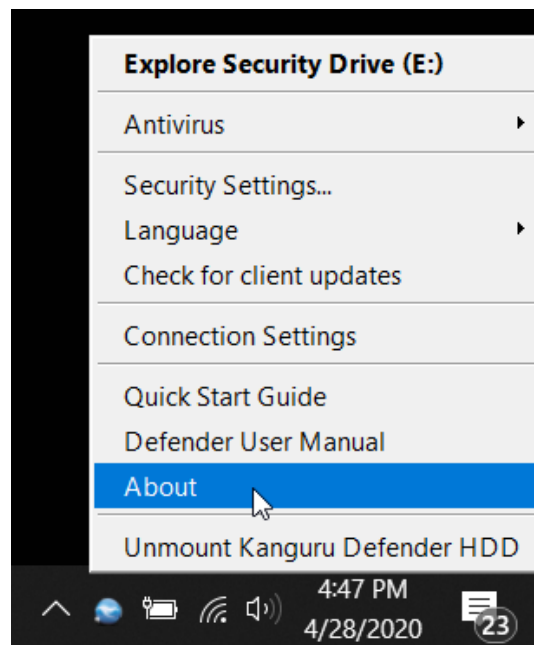 Explore Security Drive (E:)
Antivirus
Security Settings...
Language
Check for client updates
Connection Settings
Quick Start Guide
Defender User Manual
About
Unmount Kanguru Defender HDD
4:47 PM
4/28/2020
23